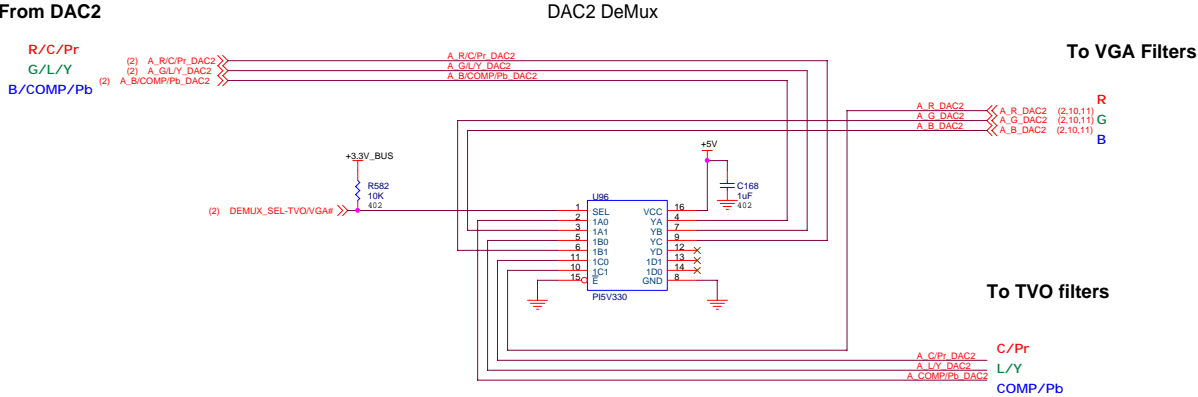 From DAC2
DAC2 DeMux
R/C/Pr
G/L/Y
B/COMP/Pb
(2) A_R/C/Pr_DAC2
(2) A_G/L/Y_DAC2
(2) A_B/COMP/Pb_DAC2
A_R/C/Pr_DAC2
A_G/L/Y_DAC2
A_B/COMP/Pb_DAC2
To VGA Filters
A_R_DAC2
A_G_DAC2
A_B_DAC2
A_R_DAC2 (2,10,11)
A_G_DAC2 (2,10,11)
A_B_DAC2 (2,10,11)
R
G
B
+3.3V_BUS
R582
10K
402
(2) DEMUX_SEL-TVO/VGA#
+5V
C168
1uF
402
U96
1 SEL
2 1A0
3 1A1
5 1B0
6 1B1
11 1C0
10 1C1
15 E
VCC 16
YA 4
YB 7
YC 9
YD 12
1D1 13
1D0 14
GND 8
PI5V330
To TVO filters
A_C/Pr_DAC2
A_L/Y_DAC2
A_COMP/Pb_DAC2
C/Pr
L/Y
COMP/Pb